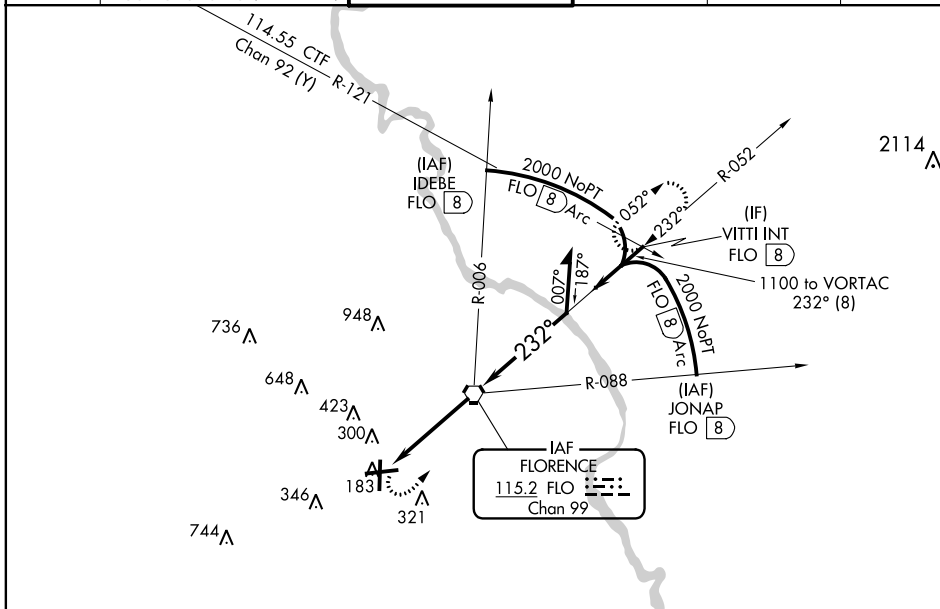 114.55 CTF
Chan 92 (Y)
R-121
2114
(IAF)
IDEBE
FLO 8
2000 NoPT
FLO 8 Arc
052°
232°
R-052
(IF)
VITTI INT
FLO 8
1100 to VORTAC
232° (8)
R-006
007°
187°
2000 NoPT
FLO 8 Arc
736
948
232°
648
R-088
(IAF)
JONAP
FLO 8
423
300
183
346
321
744
IAF
FLORENCE
115.2 FLO
Chan 99